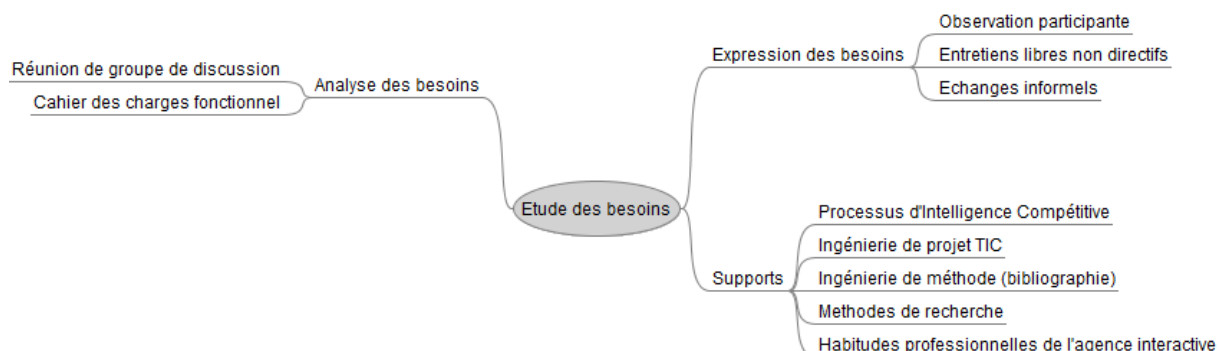 Réunion de groupe de discussion
Cahier des charges fonctionnel
Analyse des besoins
Etude des besoins
Expression des besoins
Observation participante
Entretiens libres non directifs
Echanges informels
Supports
Processus d'Intelligence Compétitive
Ingénierie de projet TIC
Ingénierie de méthode (bibliographie)
Methodes de recherche
Habitudes professionnelles de l'agence interactive